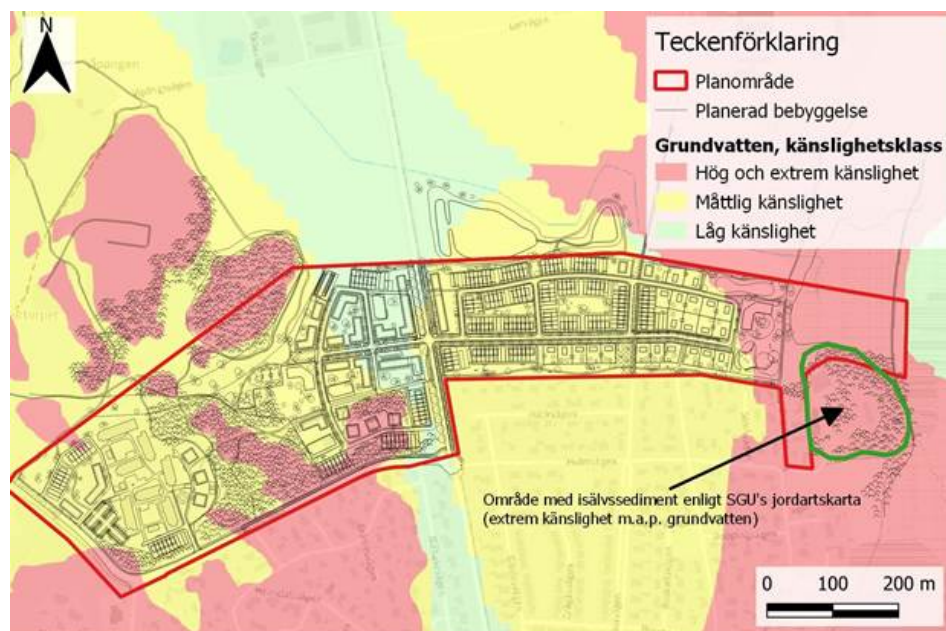 N
Teckenförklaring
Planområde
Planerad bebyggelse
Grundvatten, känslighetsklass
Hög och extrem känslighet
Måttlig känslighet
Låg känslighet
Område med isälvssediment enligt SGU's jordartskarta
(extrem känslighet m.a.p. grundvatten)
0 100 200 m